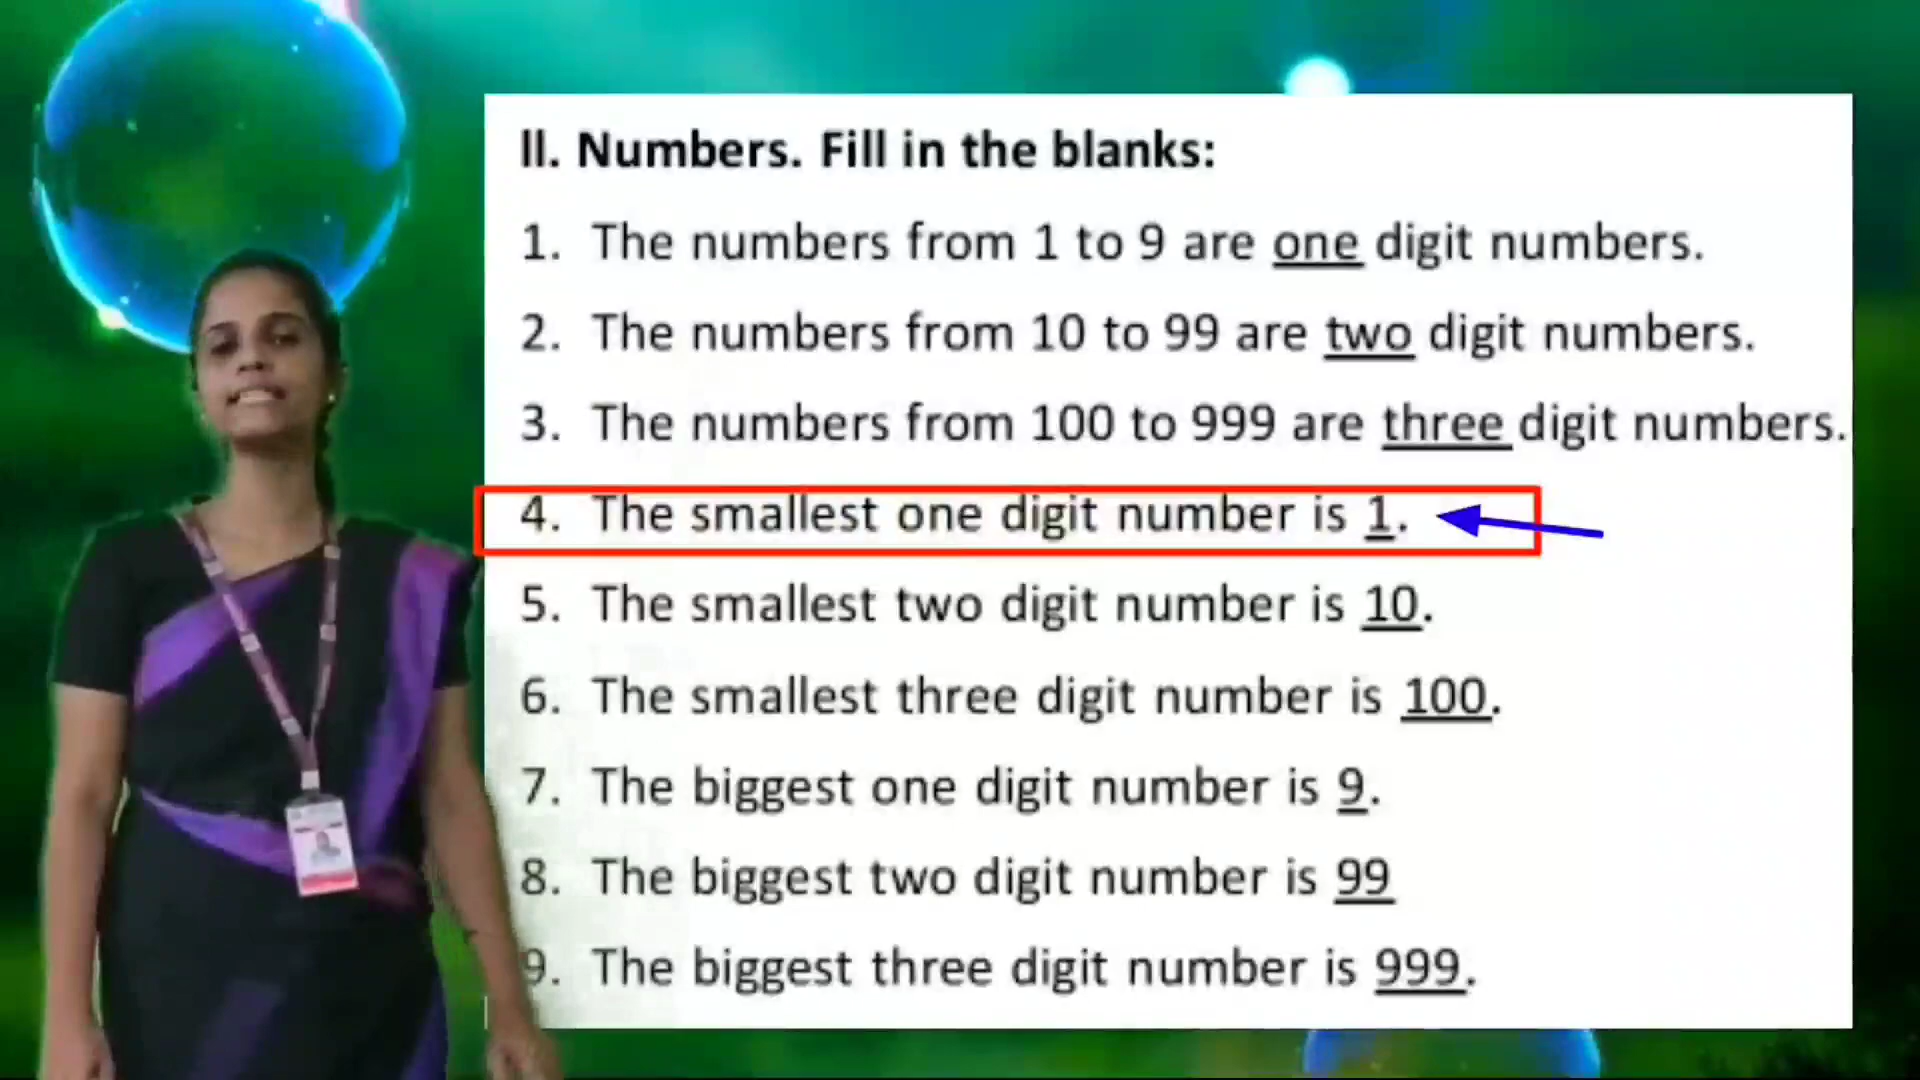 II. Numbers. Fill in the blanks:
1. The numbers from 1 to 9 are one digit numbers.
2. The numbers from 10 to 99 are two digit numbers.
3. The numbers from 100 to 999 are three digit numbers.
4. The smallest one digit number is 1.
5. The smallest two digit number is 10.
6. The smallest three digit number is 100.
7. The biggest one digit number is 9.
8. The biggest two digit number is 99
9. The biggest three digit number is 999.